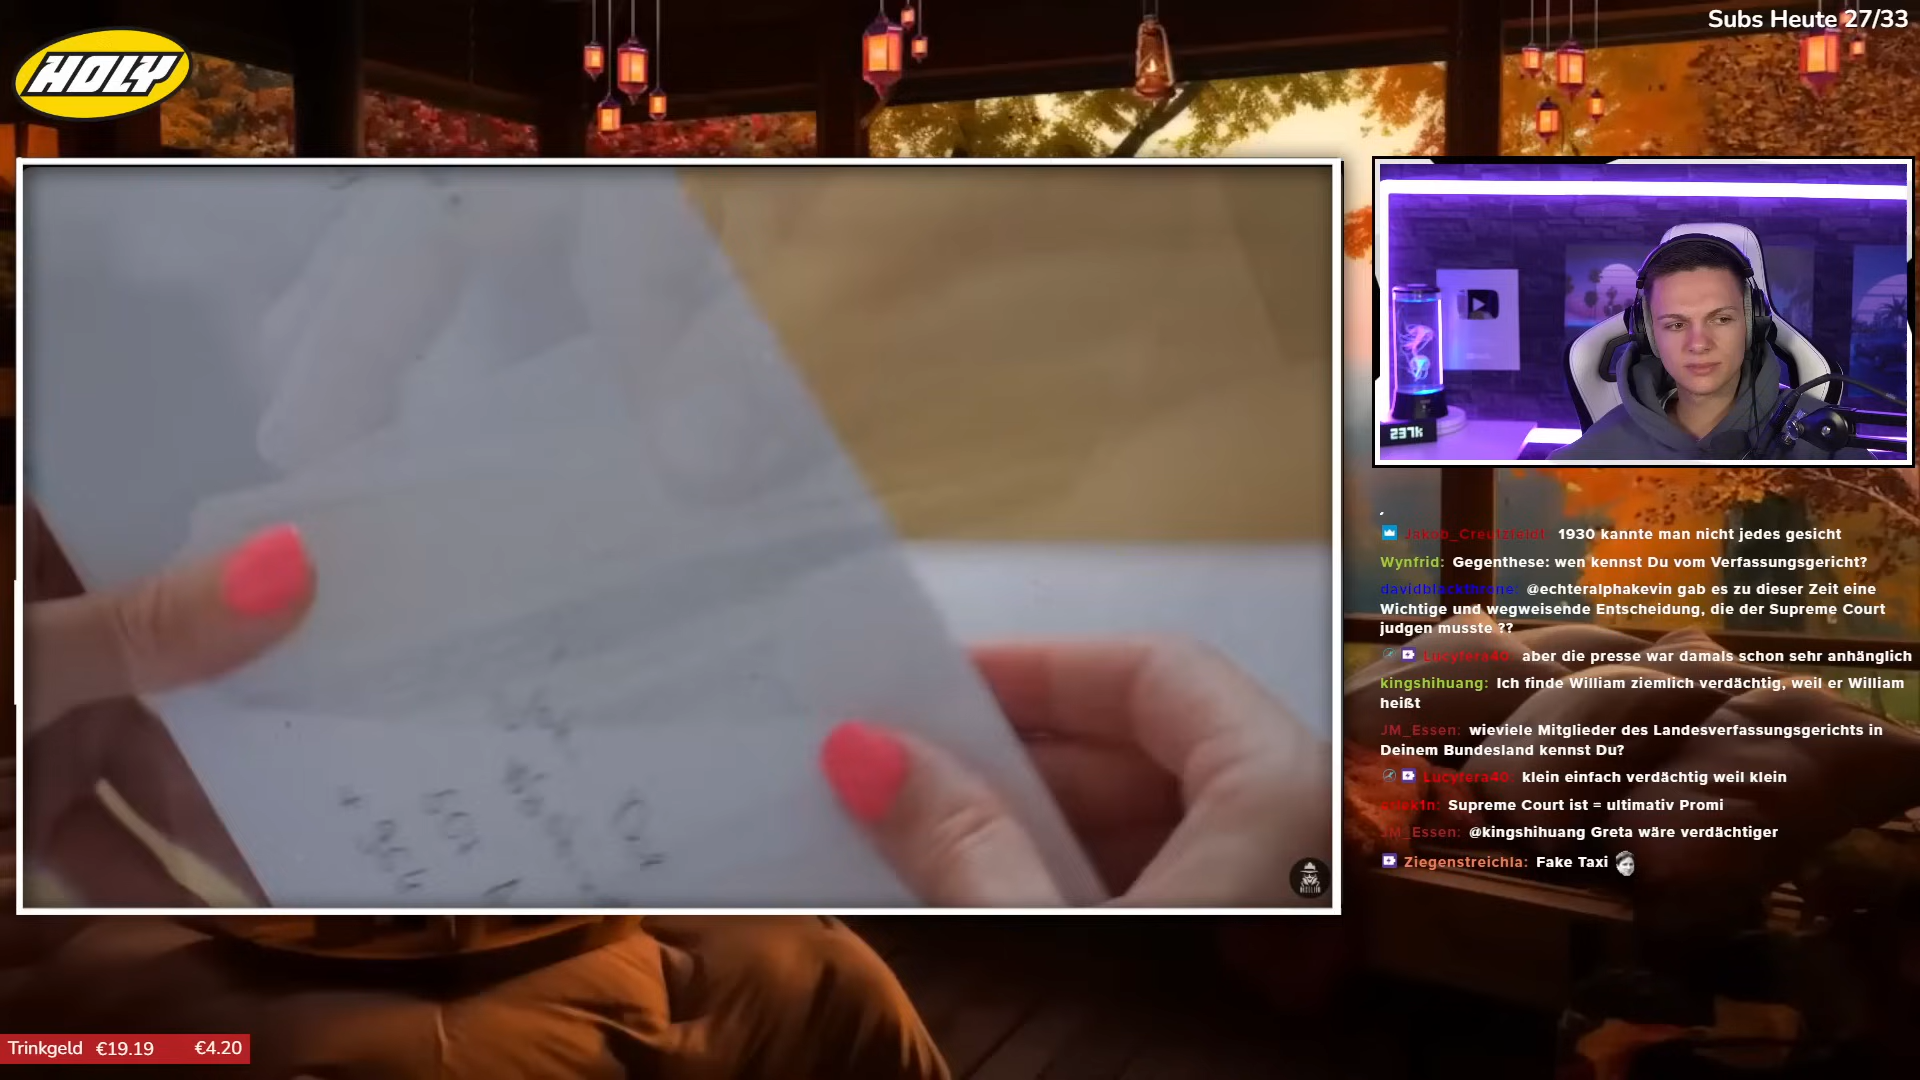 HOLY
Subs Heute 27/33
237k
Jakob_Creutzfeldt: 1930 kannte man nicht jedes gesicht
Wynfrid: Gegenthese: wen kennst Du vom Verfassungsgericht?
davidblackthrone: @echteralphakevin gab es zu dieser Zeit eine
Wichtige und wegweisende Entscheidung, die der Supreme Court
judgen musste ??
Lucyfera40: aber die presse war damals schon sehr anhänglich
kingshihuang: Ich finde William ziemlich verdächtig, weil er William
heißt
JM_Essen: wieviele Mitglieder des Landesverfassungsgerichts in
Deinem Bundesland kennst Du?
Lucyfera40: klein einfach verdächtig weil klein
Supreme Court ist = ultimativ Promi
JM_Essen: @kingshihuang Greta wäre verdächtiger
Ziegenstreichla: Fake Taxi
Trinkgeld €19.19 €4.20